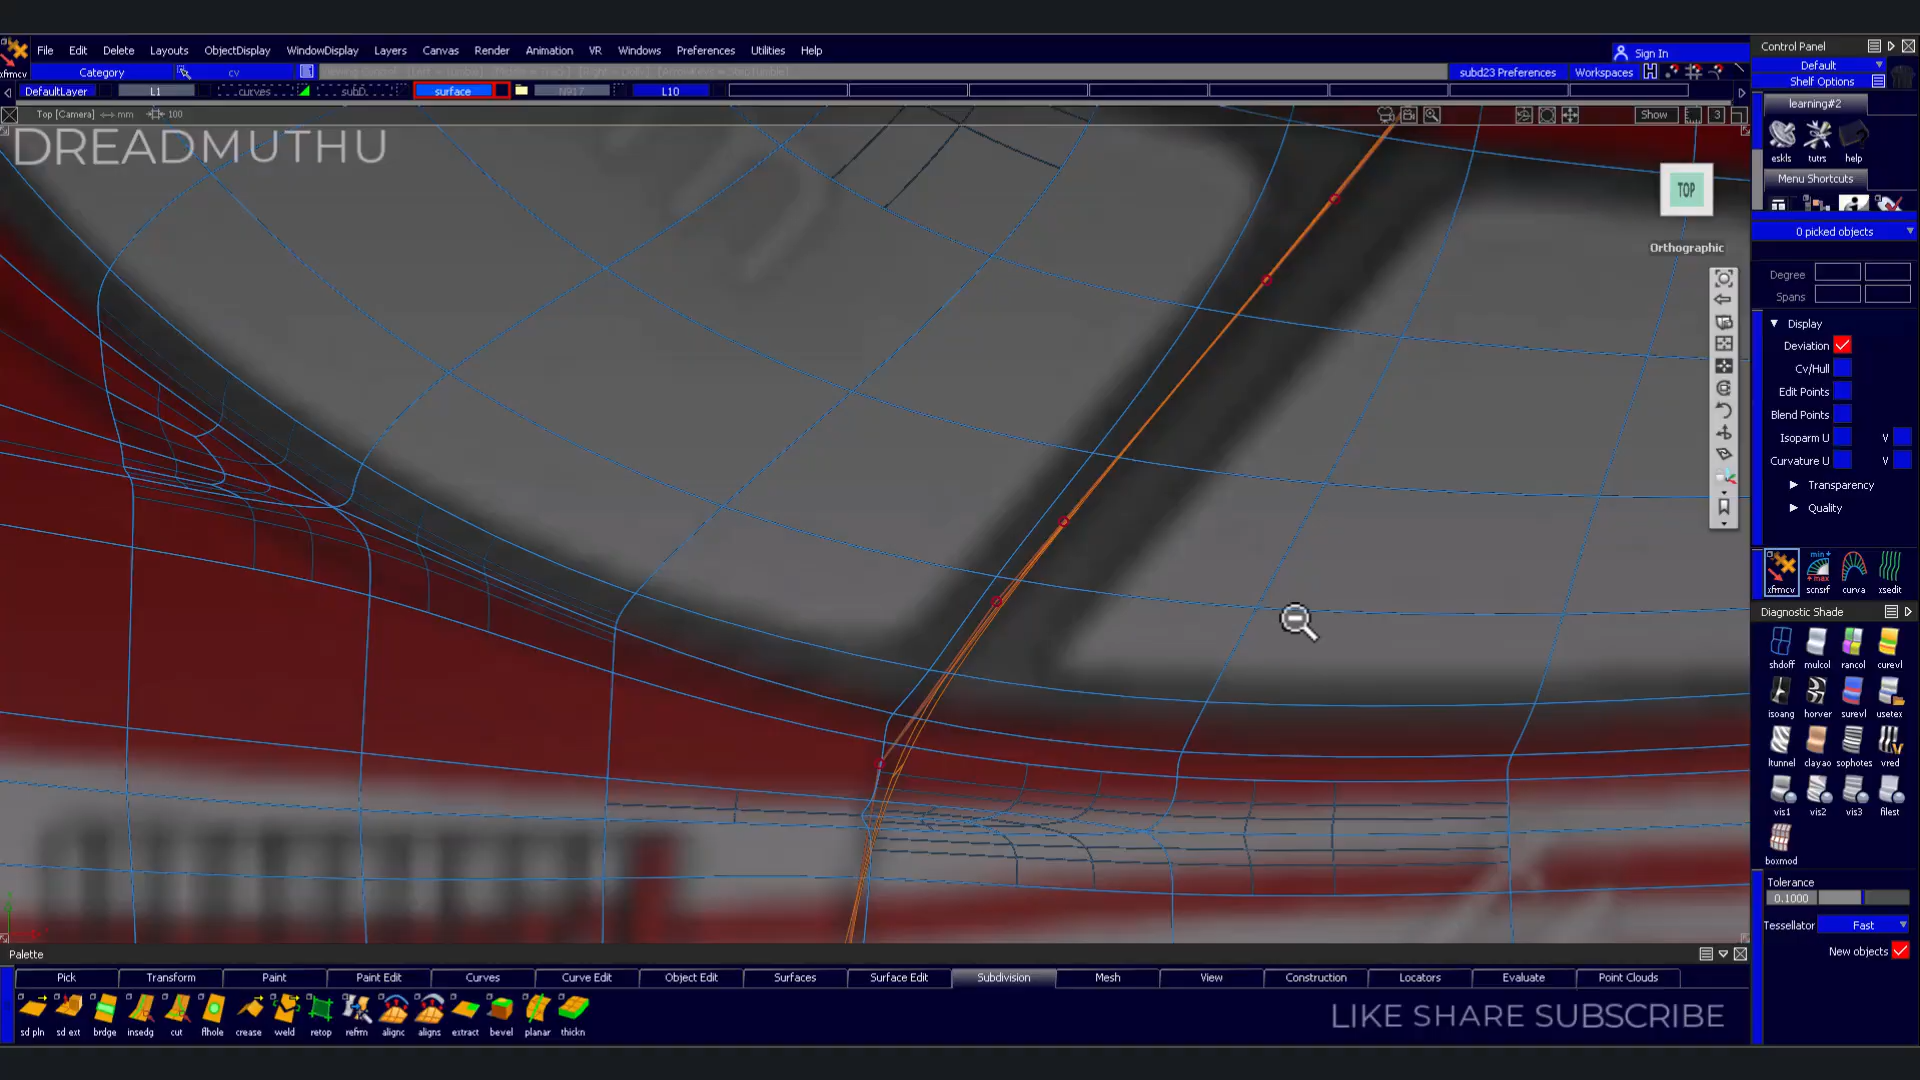 File Edit Delete Layouts ObjectDisplay WindowDisplay Layers Canvas Render Animation VR Windows Preferences Utilities Help
Sign In
Control Panel
Default
xfrmcv
Category
cv
subd23 Preferences
Workspaces
Shelf Options
DefaultLayer
L1
curves
subD
surface
N917
L10
Top [Camera]
mm
100
Show
3
learning#2
DREADMUTHU
eskls
tutrs
help
Menu Shortcuts
TOP
Orthographic
0 picked objects
Degree
Spans
Display
Deviation
Cv/Hull
Edit Points
Blend Points
Isoparm U
V
Curvature U
V
Transparency
Quality
xfrmcv
min
max
scnsrf
curva
xsedit
Diagnostic Shade
shdoff
mulcol
rancol
curevl
isoang
horver
surevl
usetex
ltunnel
clayao
sophotes
vred
vis1
vis2
vis3
filest
boxmod
Tolerance
0.1000
Tessellator
Fast
New objects
Palette
Pick
Transform
Paint
Paint Edit
Curves
Curve Edit
Object Edit
Surfaces
Surface Edit
Subdivision
Mesh
View
Construction
Locators
Evaluate
Point Clouds
sd pln
sd ext
brdge
insedg
cut
flhole
crease
weld
retop
refrm
alignc
aligns
extract
bevel
planar
thickn
LIKE SHARE SUBSCRIBE